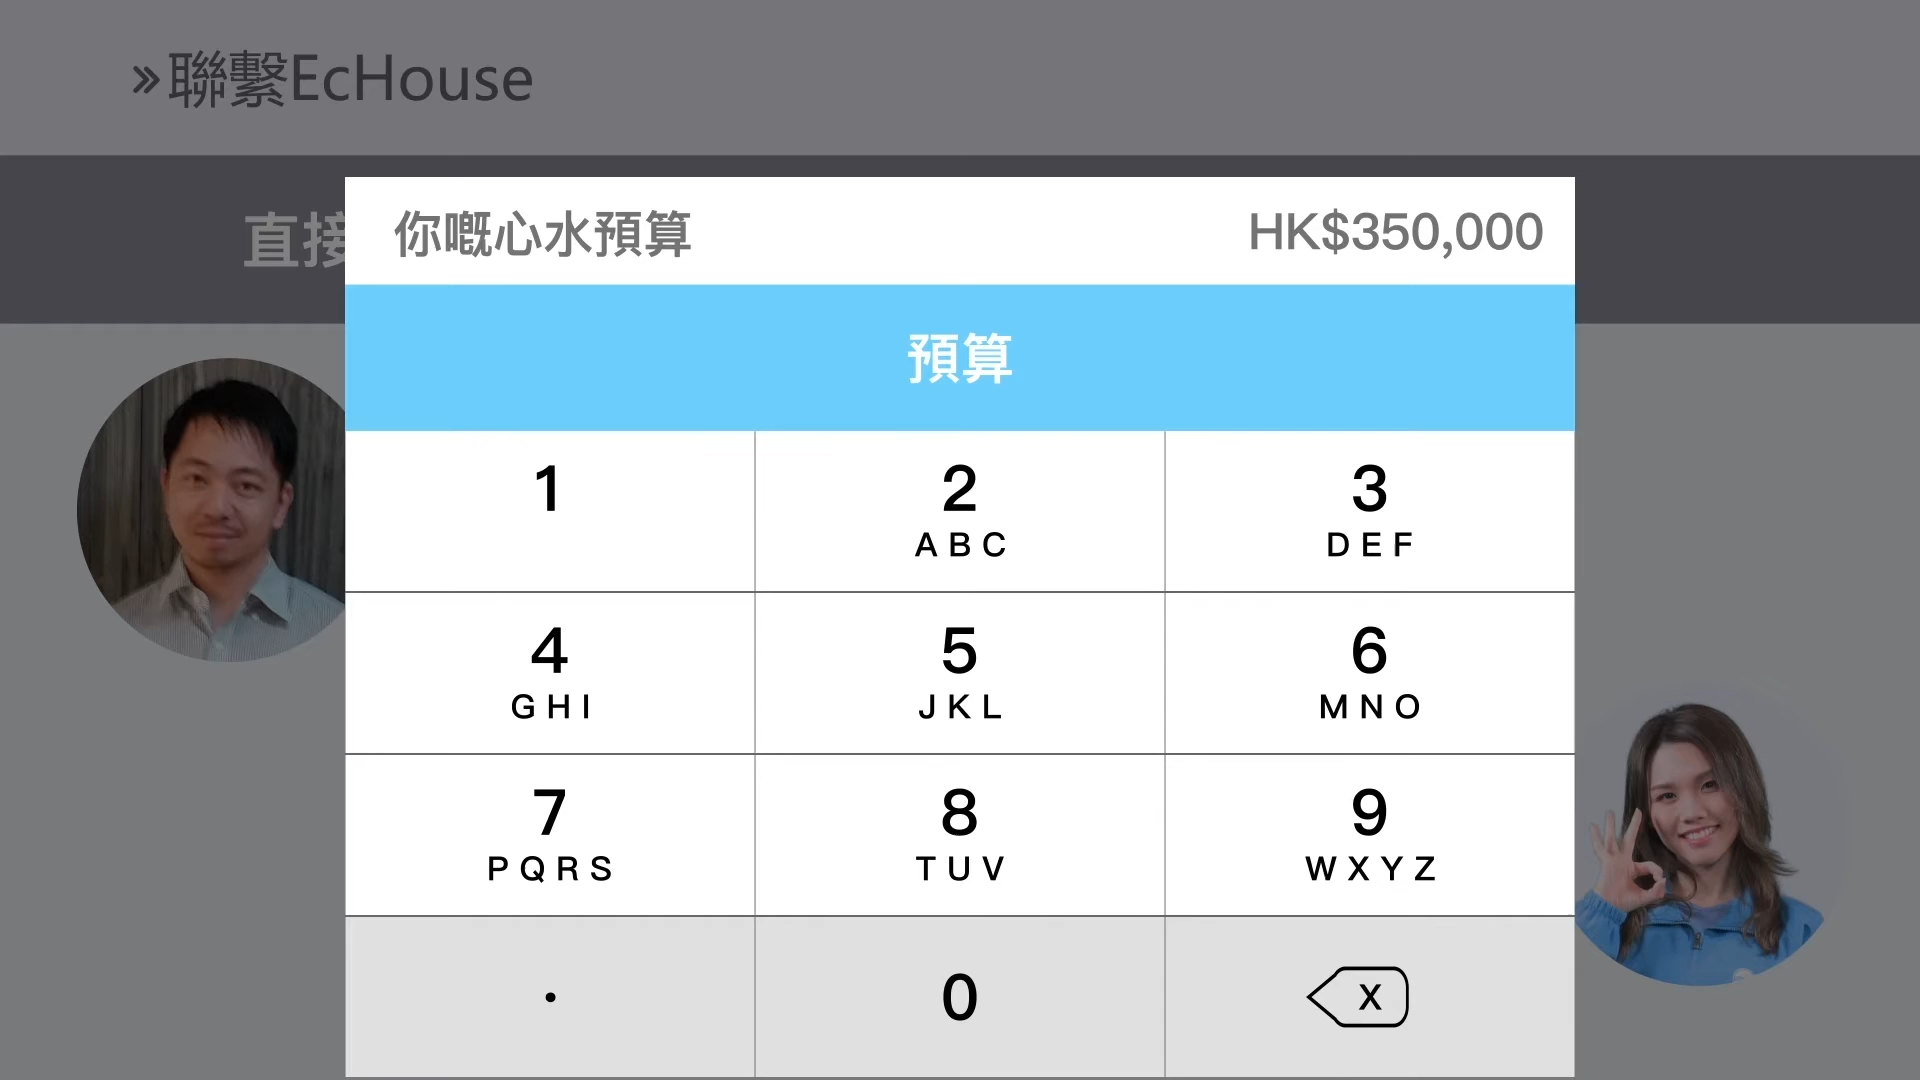 »聯繫EcHouse
直接
你嘅心水預算 HK$350,000
預算
1 2 3
ABC DEF
4 5 6
GHI JKL MNO
7 8 9
PQRS TUV WXYZ
· 0 X